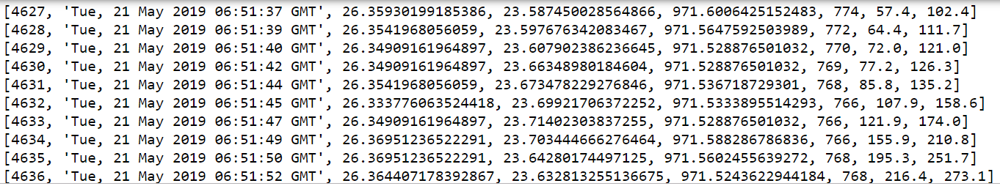 [4627, 'Tue, 21 May 2019 06:51:37 GMT', 26.35930199185386, 23.587450028564866, 971.6006425152483, 774, 57.4, 102.4]
[4628, 'Tue, 21 May 2019 06:51:39 GMT', 26.3541968056059, 23.597676342083467, 971.5647592503989, 772, 64.4, 111.7]
[4629, 'Tue, 21 May 2019 06:51:40 GMT', 26.34909161964897, 23.607902386236645, 971.528876501032, 770, 72.0, 121.0]
[4630, 'Tue, 21 May 2019 06:51:42 GMT', 26.34909161964897, 23.66348980184604, 971.528876501032, 769, 77.2, 126.3]
[4631, 'Tue, 21 May 2019 06:51:44 GMT', 26.3541968056059, 23.673478229276846, 971.536718729301, 768, 85.8, 135.2]
[4632, 'Tue, 21 May 2019 06:51:45 GMT', 26.333776063524418, 23.69921706372252, 971.5333895514293, 766, 107.9, 158.6]
[4633, 'Tue, 21 May 2019 06:51:47 GMT', 26.34909161964897, 23.71402303837255, 971.528876501032, 766, 121.9, 174.0]
[4634, 'Tue, 21 May 2019 06:51:49 GMT', 26.36951236522291, 23.703444666276464, 971.588286786836, 766, 155.9, 210.8]
[4635, 'Tue, 21 May 2019 06:51:50 GMT', 26.36951236522291, 23.64280174497125, 971.5602455639272, 768, 195.3, 251.7]
[4636, 'Tue, 21 May 2019 06:51:52 GMT', 26.364407178392867, 23.632813255136675, 971.5243622944184, 768, 216.4, 273.1]